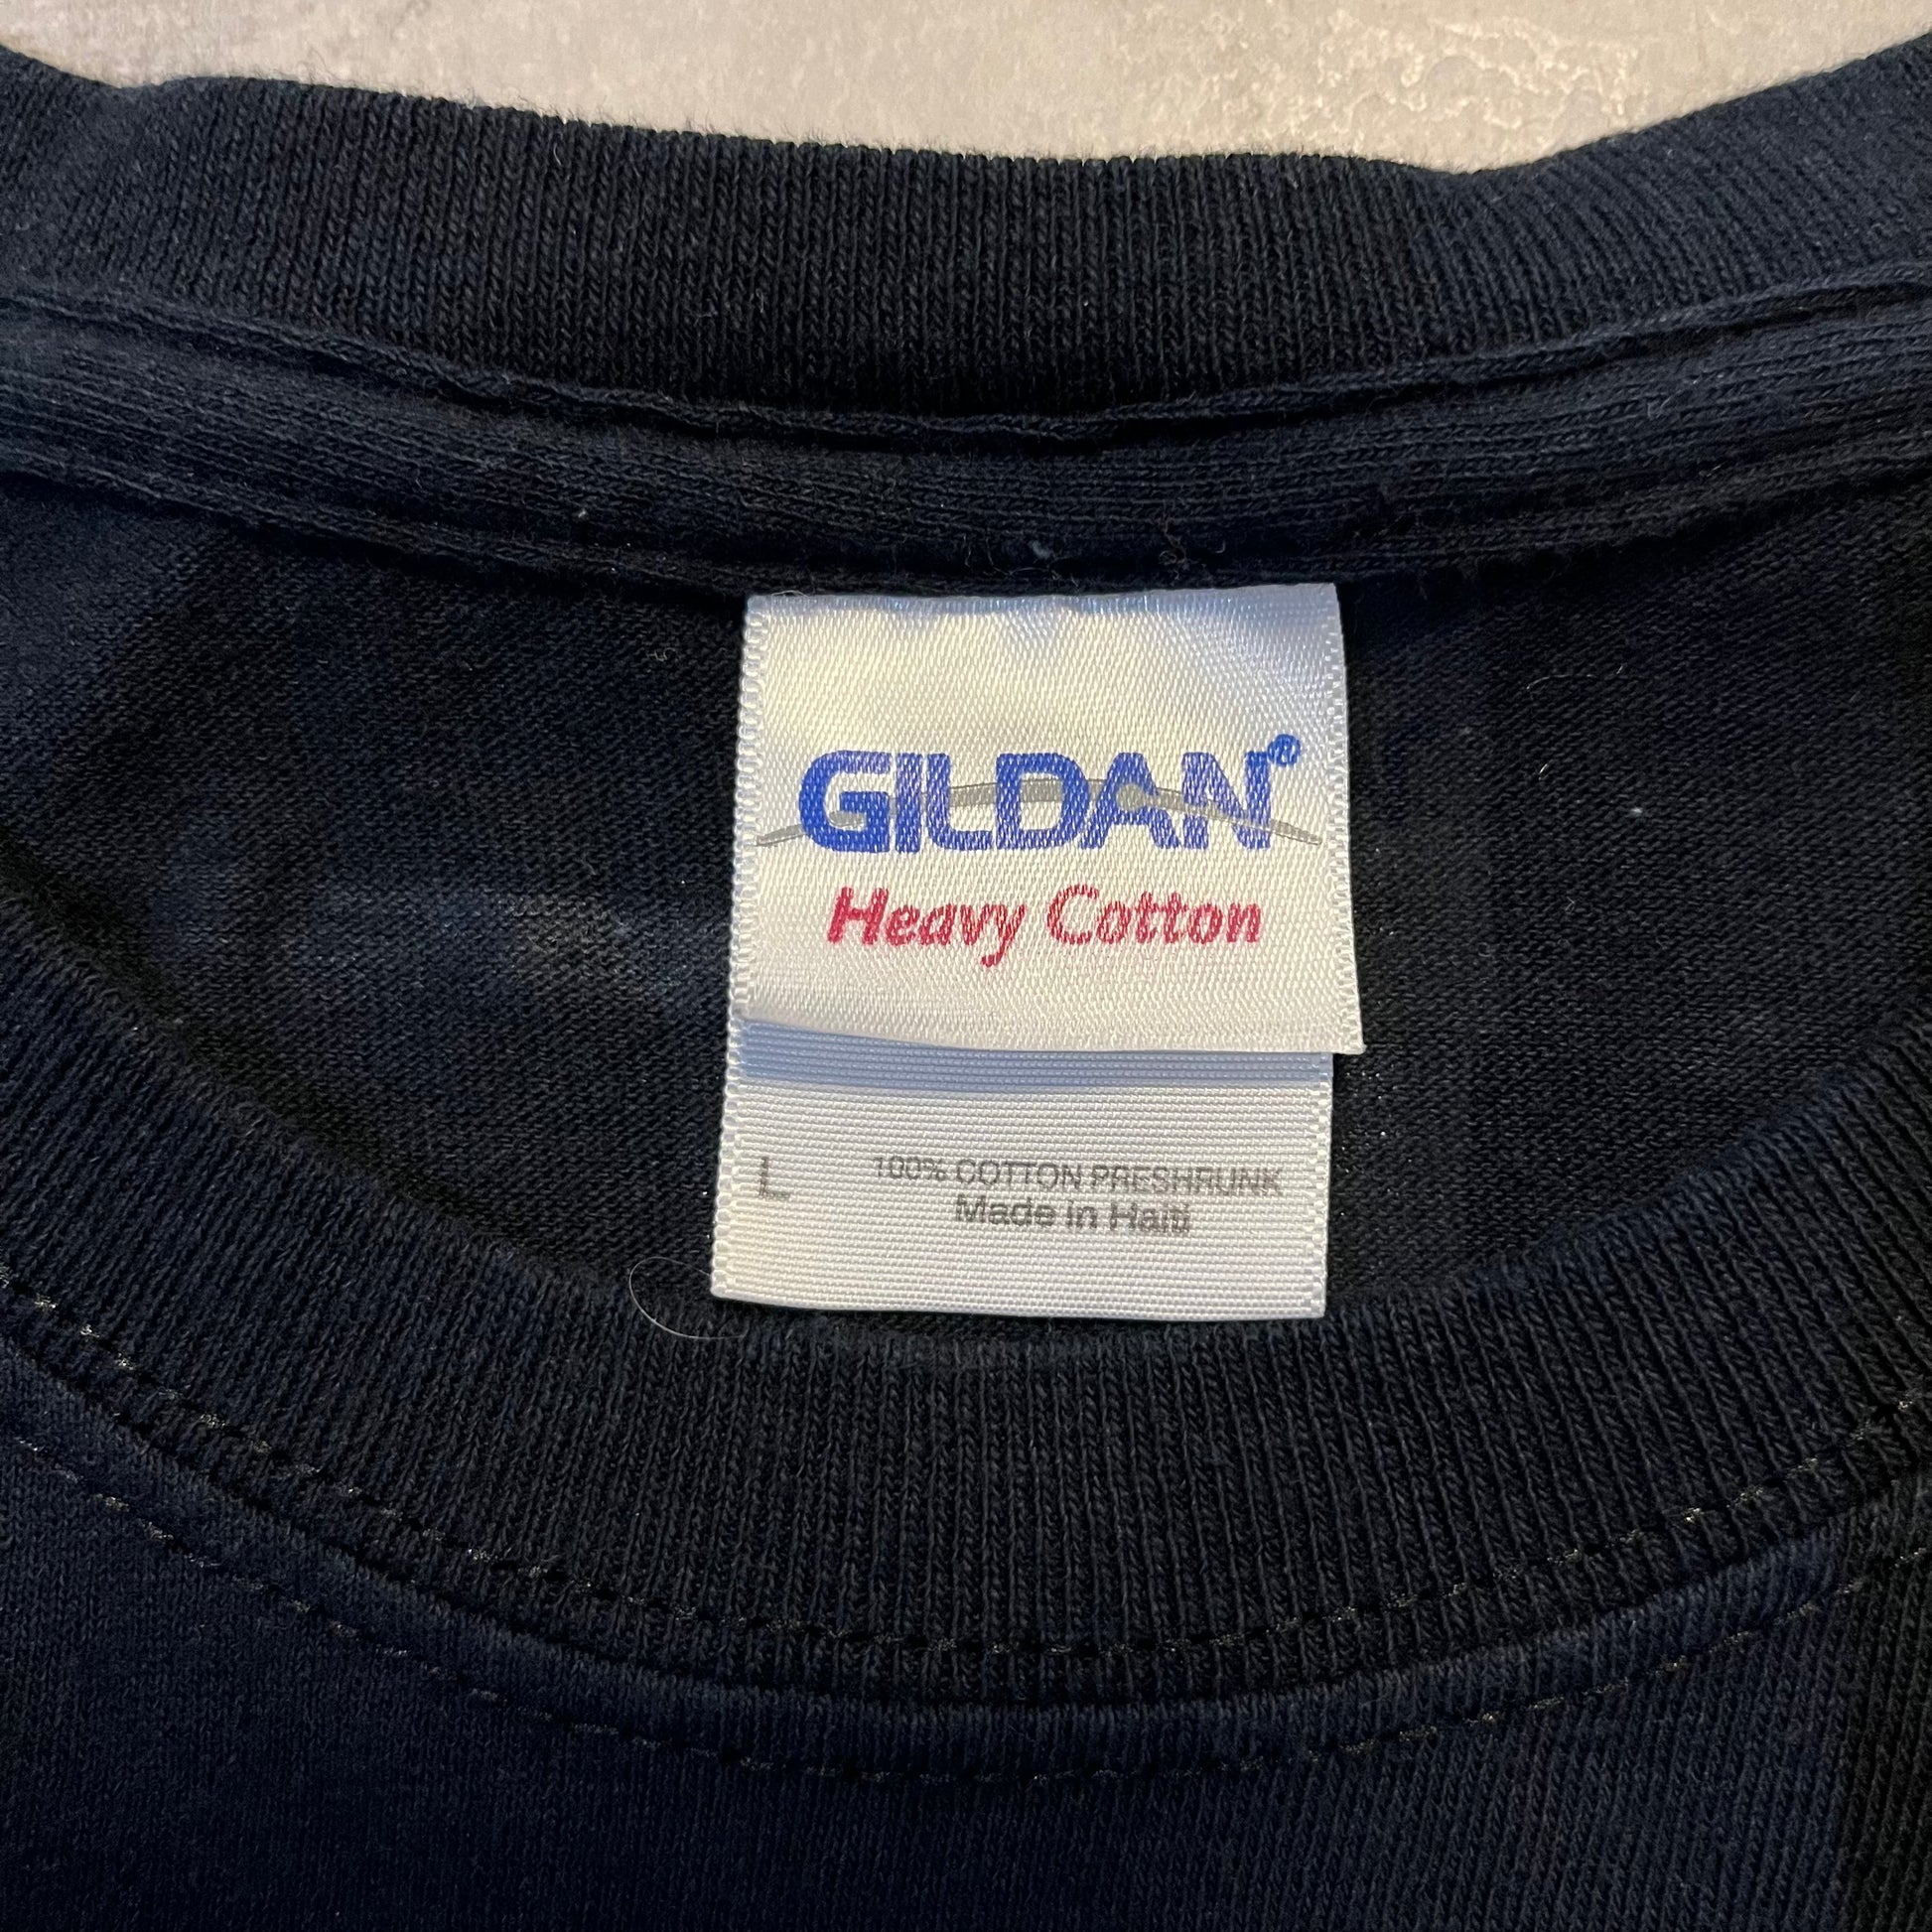 GILDAN®
Heavy Cotton
L 100% COTTON PRESHRUNK
Made in Haiti